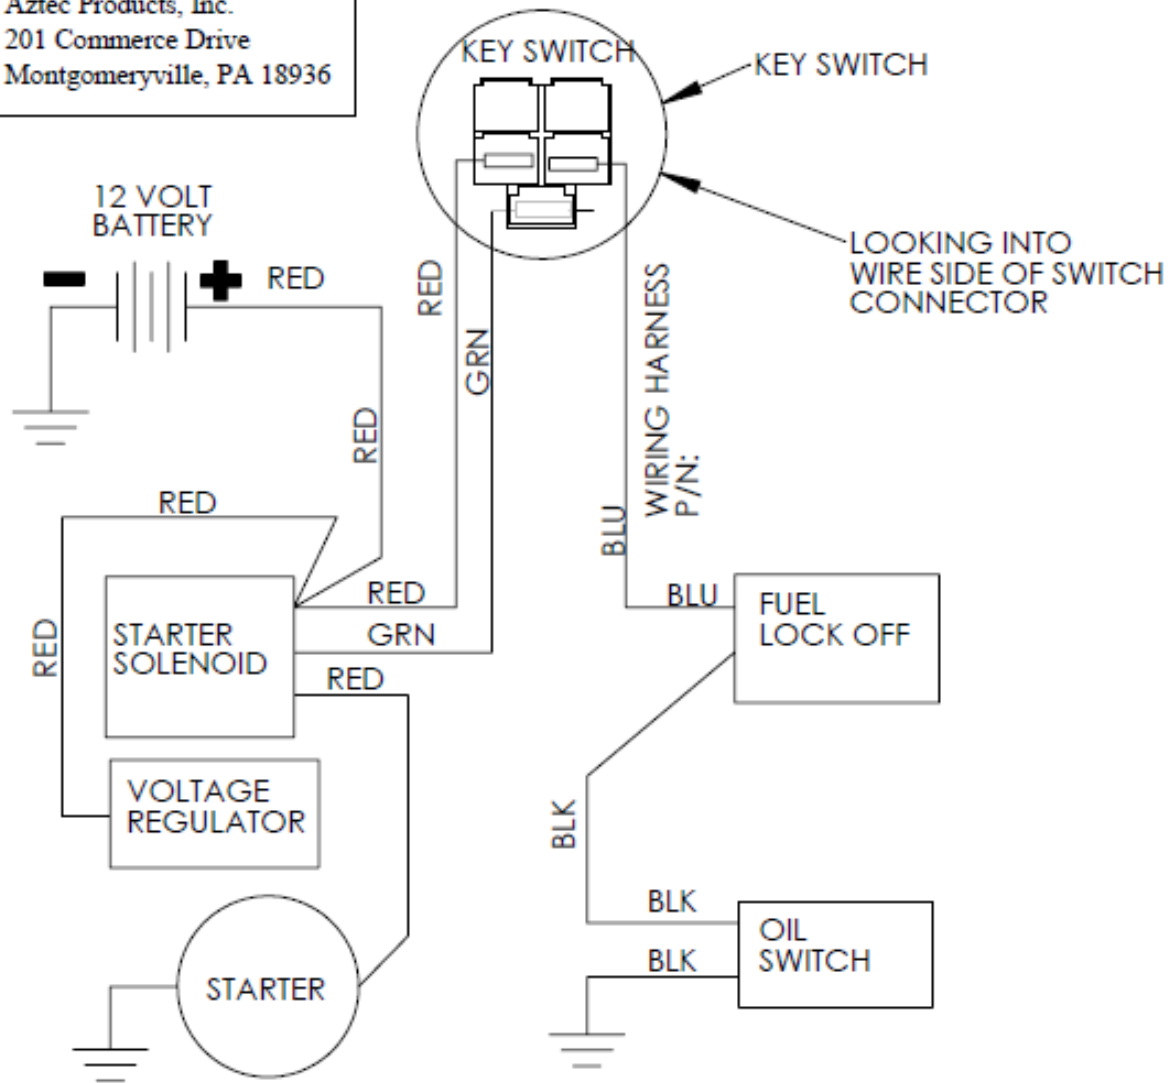 Aztec Products, Inc.
201 Commerce Drive
Montgomeryville, PA 18936
KEY SWITCH
KEY SWITCH
LOOKING INTO
WIRE SIDE OF SWITCH
CONNECTOR
12 VOLT
BATTERY
- +
RED
RED
GRN
WIRING HARNESS
P/N:
RED
BLU
RED
RED
RED
GRN
RED
STARTER
SOLENOID
BLU
FUEL
LOCK OFF
VOLTAGE
REGULATOR
BLK
BLK
BLK
OIL
SWITCH
STARTER